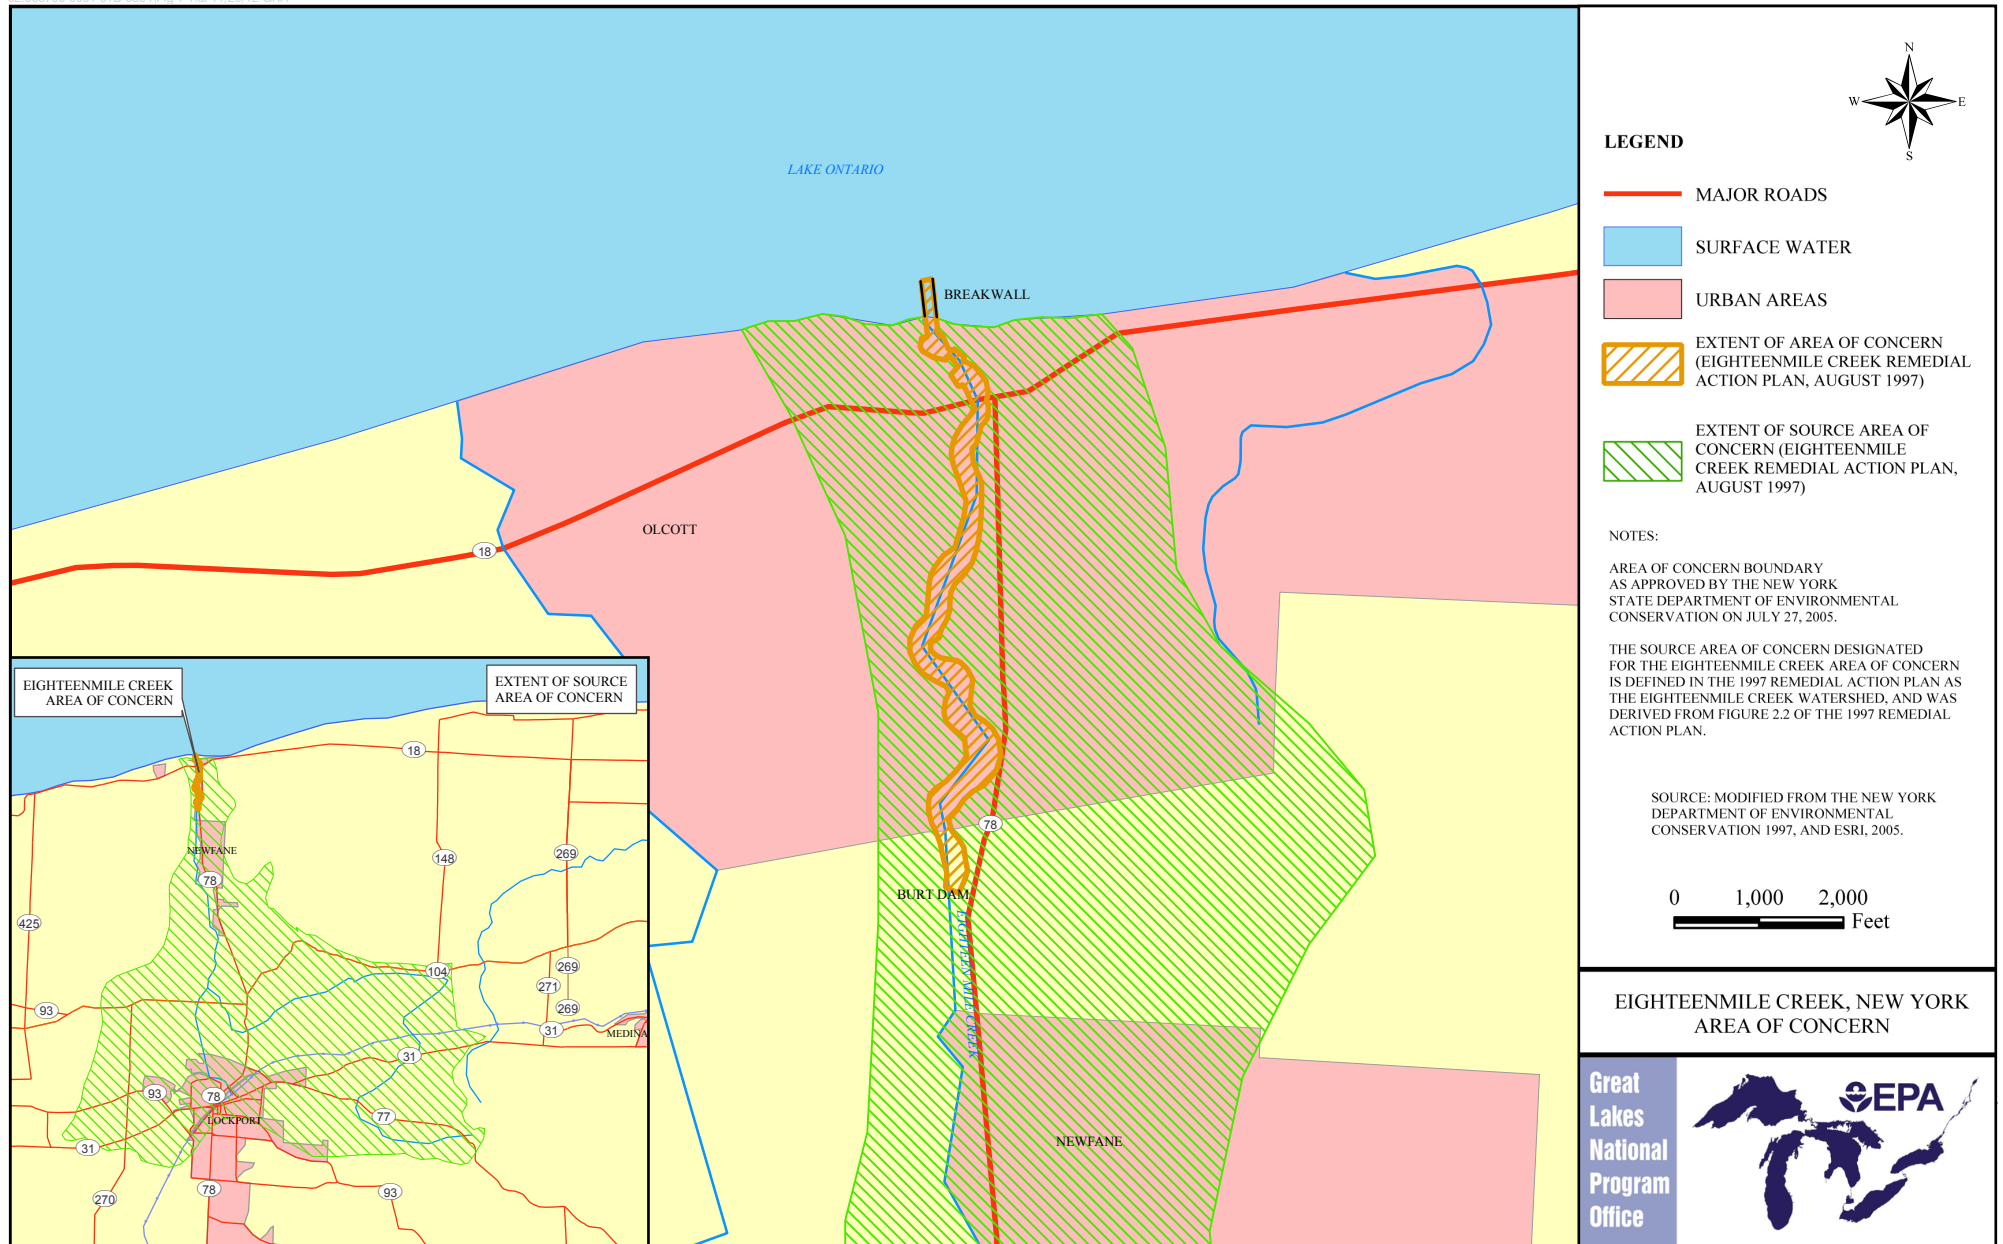 LAKE ONTARIO
BREAKWALL
OLCOTT
18
78
BURT DAM
EIGHTEENMILE CREEK
NEWFANE
EIGHTEENMILE CREEK
AREA OF CONCERN
EXTENT OF SOURCE
AREA OF CONCERN
18
NEWFANE
148
269
78
425
104
269
271
269
93
31
MEDINA
31
93
78
77
LOCKPORT
31
270
78
93
N
W
E
S
LEGEND
MAJOR ROADS
SURFACE WATER
URBAN AREAS
EXTENT OF AREA OF CONCERN
(EIGHTEENMILE CREEK REMEDIAL
ACTION PLAN, AUGUST 1997)
EXTENT OF SOURCE AREA OF
CONCERN (EIGHTEENMILE
CREEK REMEDIAL ACTION PLAN,
AUGUST 1997)
NOTES:
AREA OF CONCERN BOUNDARY
AS APPROVED BY THE NEW YORK
STATE DEPARTMENT OF ENVIRONMENTAL
CONSERVATION ON JULY 27, 2005.
THE SOURCE AREA OF CONCERN DESIGNATED
FOR THE EIGHTEENMILE CREEK AREA OF CONCERN
IS DEFINED IN THE 1997 REMEDIAL ACTION PLAN AS
THE EIGHTEENMILE CREEK WATERSHED, AND WAS
DERIVED FROM FIGURE 2.2 OF THE 1997 REMEDIAL
ACTION PLAN.
SOURCE: MODIFIED FROM THE NEW YORK
DEPARTMENT OF ENVIRONMENTAL
CONSERVATION 1997, AND ESRI, 2005.
0 1,000 2,000
Feet
EIGHTEENMILE CREEK, NEW YORK
AREA OF CONCERN
Great
Lakes
National
Program
Office
EPA